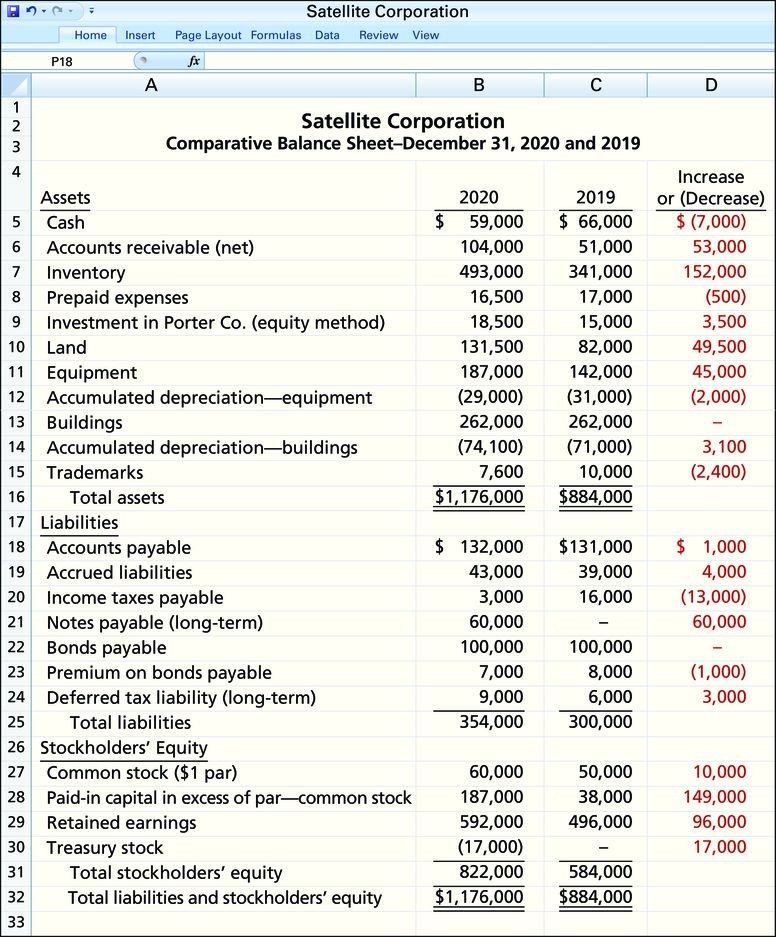 Satellite Corporation
Home Insert Page Layout Formulas Data Review View
P18 fx
A B C D
1
2 Satellite Corporation
3 Comparative Balance Sheet–December 31, 2020 and 2019
4 Increase
Assets 2020 2019 or (Decrease)
5 Cash $ 59,000 $ 66,000 $ (7,000)
6 Accounts receivable (net) 104,000 51,000 53,000
7 Inventory 493,000 341,000 152,000
8 Prepaid expenses 16,500 17,000 (500)
9 Investment in Porter Co. (equity method) 18,500 15,000 3,500
10 Land 131,500 82,000 49,500
11 Equipment 187,000 142,000 45,000
12 Accumulated depreciation—equipment (29,000) (31,000) (2,000)
13 Buildings 262,000 262,000 –
14 Accumulated depreciation—buildings (74,100) (71,000) 3,100
15 Trademarks 7,600 10,000 (2,400)
16 Total assets $1,176,000 $884,000
17 Liabilities
18 Accounts payable $ 132,000 $131,000 $ 1,000
19 Accrued liabilities 43,000 39,000 4,000
20 Income taxes payable 3,000 16,000 (13,000)
21 Notes payable (long-term) 60,000 – 60,000
22 Bonds payable 100,000 100,000 –
23 Premium on bonds payable 7,000 8,000 (1,000)
24 Deferred tax liability (long-term) 9,000 6,000 3,000
25 Total liabilities 354,000 300,000
26 Stockholders’ Equity
27 Common stock ($1 par) 60,000 50,000 10,000
28 Paid-in capital in excess of par—common stock 187,000 38,000 149,000
29 Retained earnings 592,000 496,000 96,000
30 Treasury stock (17,000) – 17,000
31 Total stockholders’ equity 822,000 584,000
32 Total liabilities and stockholders’ equity $1,176,000 $884,000
33